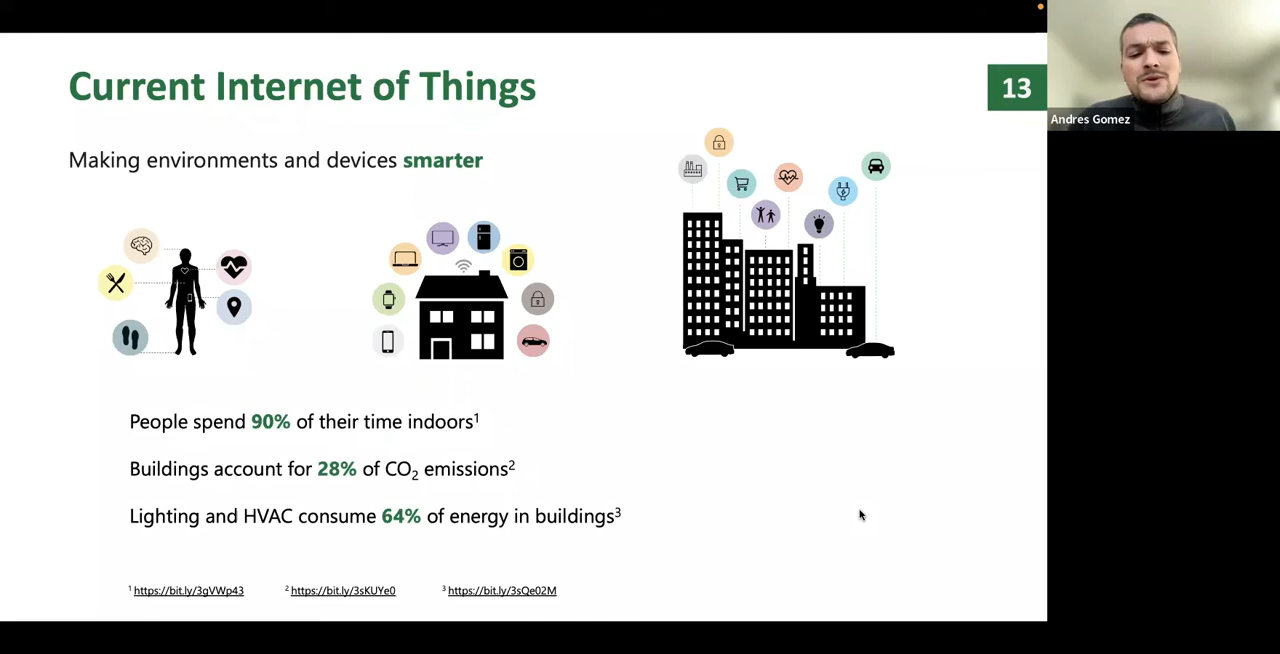 Current Internet of Things
13
Andres Gomez
Making environments and devices smarter
People spend 90% of their time indoors¹
Buildings account for 28% of CO₂ emissions²
Lighting and HVAC consume 64% of energy in buildings³
¹ https://bit.ly/3gVWp43
² https://bit.ly/3sKUYe0
³ https://bit.ly/3sQe02M